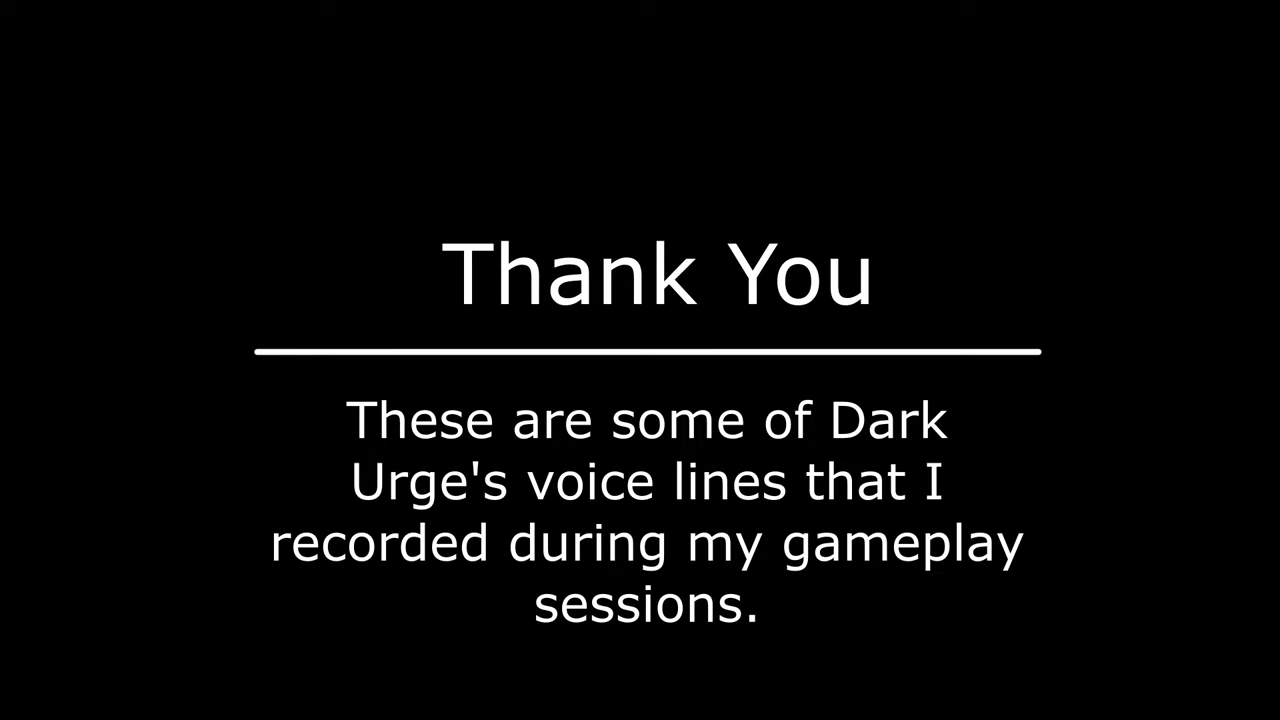 Thank You
These are some of Dark
Urge's voice lines that I
recorded during my gameplay
sessions.